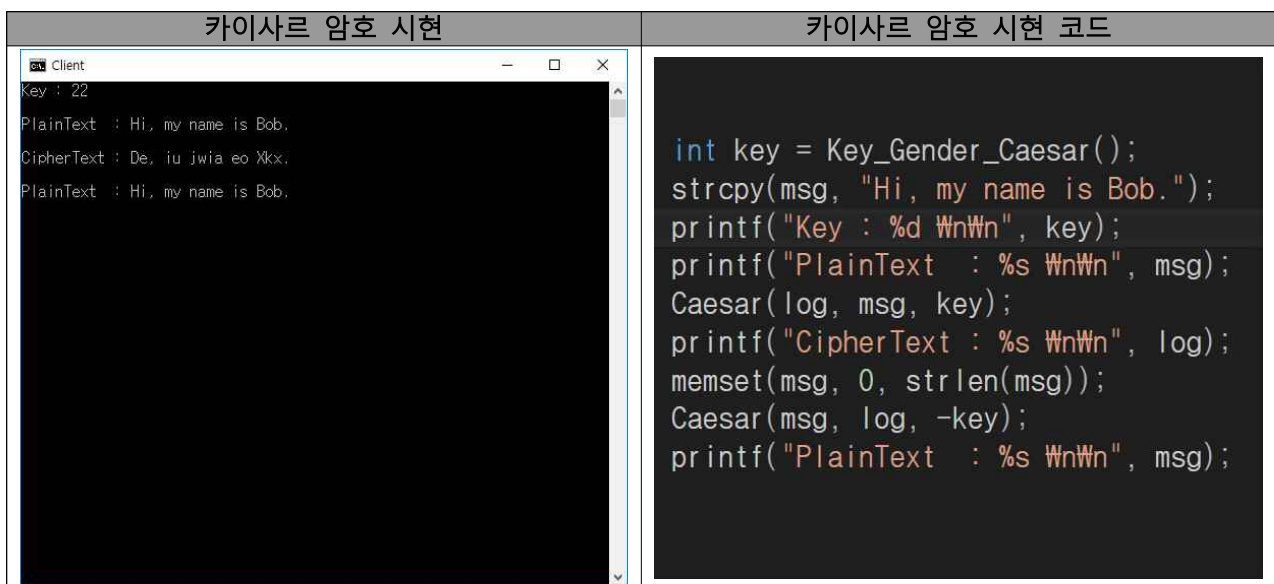 카이사르 암호 시현
카이사르 암호 시현 코드
Client
Key : 22
PlainText : Hi, my name is Bob.
CipherText : De, iu jwia eo Xkx.
PlainText : Hi, my name is Bob.
int key = Key_Gender_Caesar();
strcpy(msg, "Hi, my name is Bob.");
printf("Key : %d ₩n₩n", key);
printf("PlainText  : %s ₩n₩n", msg);
Caesar(log, msg, key);
printf("CipherText : %s ₩n₩n", log);
memset(msg, 0, strlen(msg));
Caesar(msg, log, -key);
printf("PlainText  : %s ₩n₩n", msg);